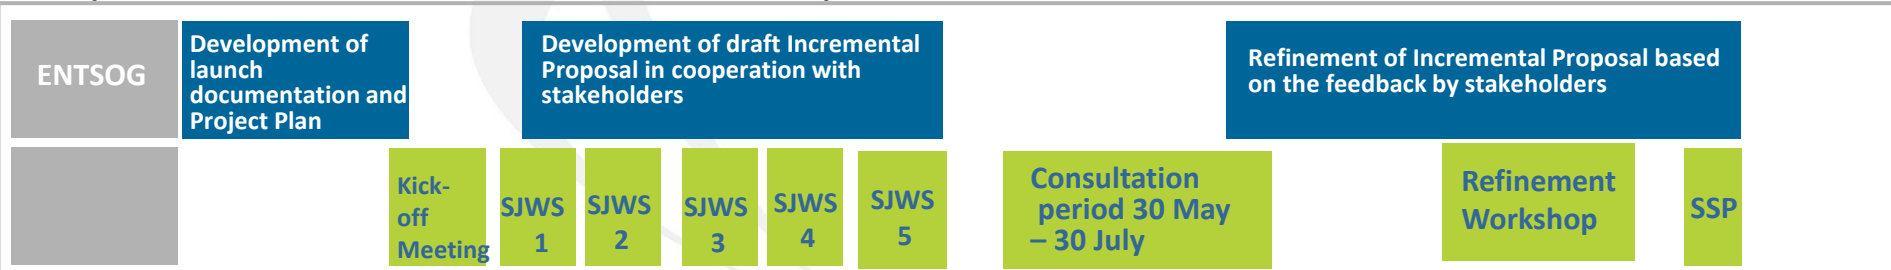 ENTSOG
Development of
launch
documentation and
Project Plan
Development of draft Incremental
Proposal in cooperation with
stakeholders
Refinement of Incremental Proposal based
on the feedback by stakeholders
Kick-
off
Meeting
SJWS
1
SJWS
2
SJWS
3
SJWS
4
SJWS
5
Consultation
period 30 May
– 30 July
Refinement
Workshop
SSP